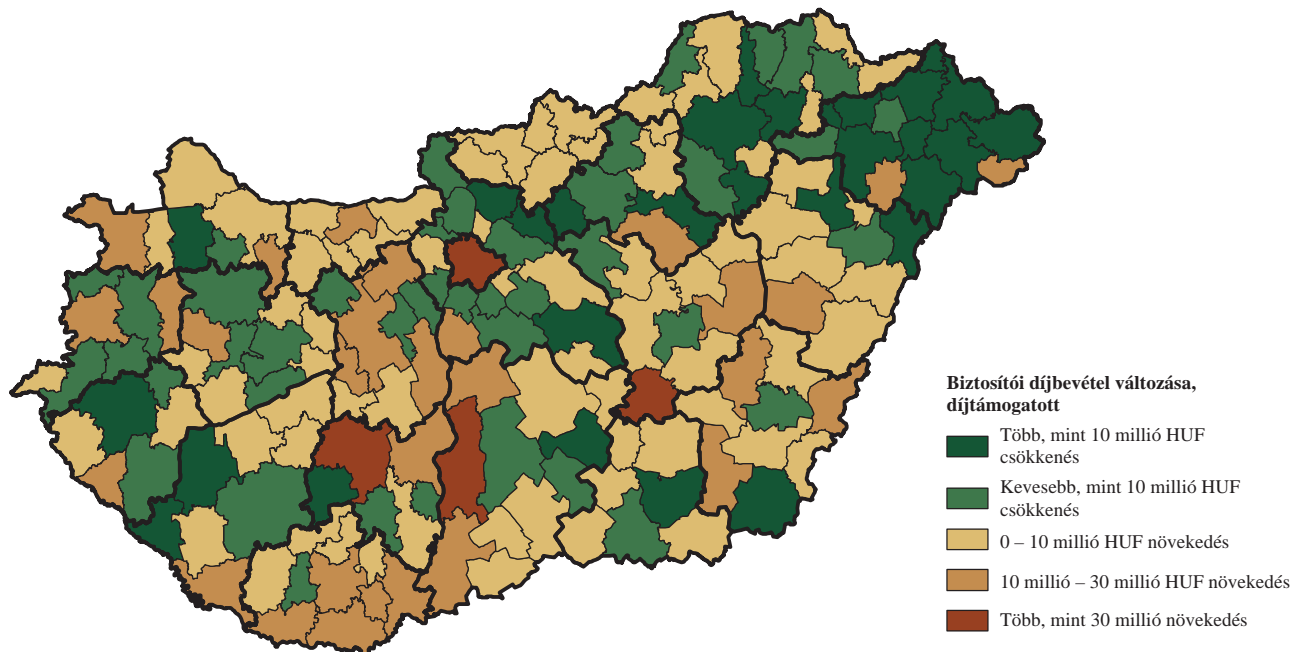 Biztosítói díjbevétel változása,
díjtámogatott
Több, mint 10 millió HUF
csökkenés
Kevesebb, mint 10 millió HUF
csökkenés
0 – 10 millió HUF növekedés
10 millió – 30 millió HUF növekedés
Több, mint 30 millió növekedés